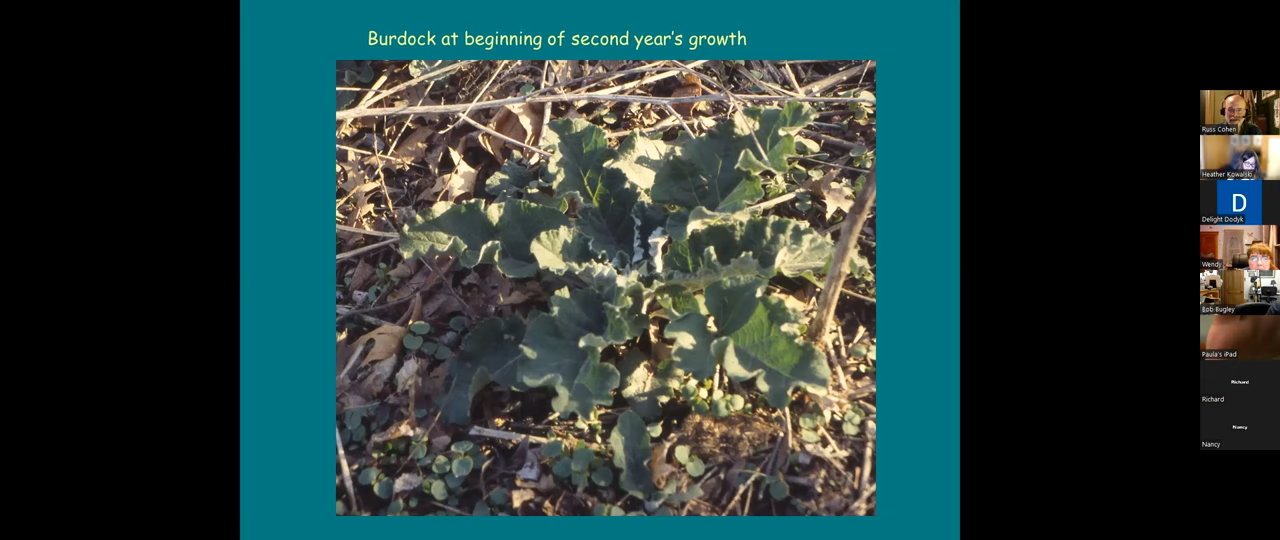 Burdock at beginning of second year's growth
Russ Cohen
Heather Kowalski
D
Delight Dodyk
Wendy
Bob Bugley
Paula's iPad
Richard
Richard
Nancy
Nancy